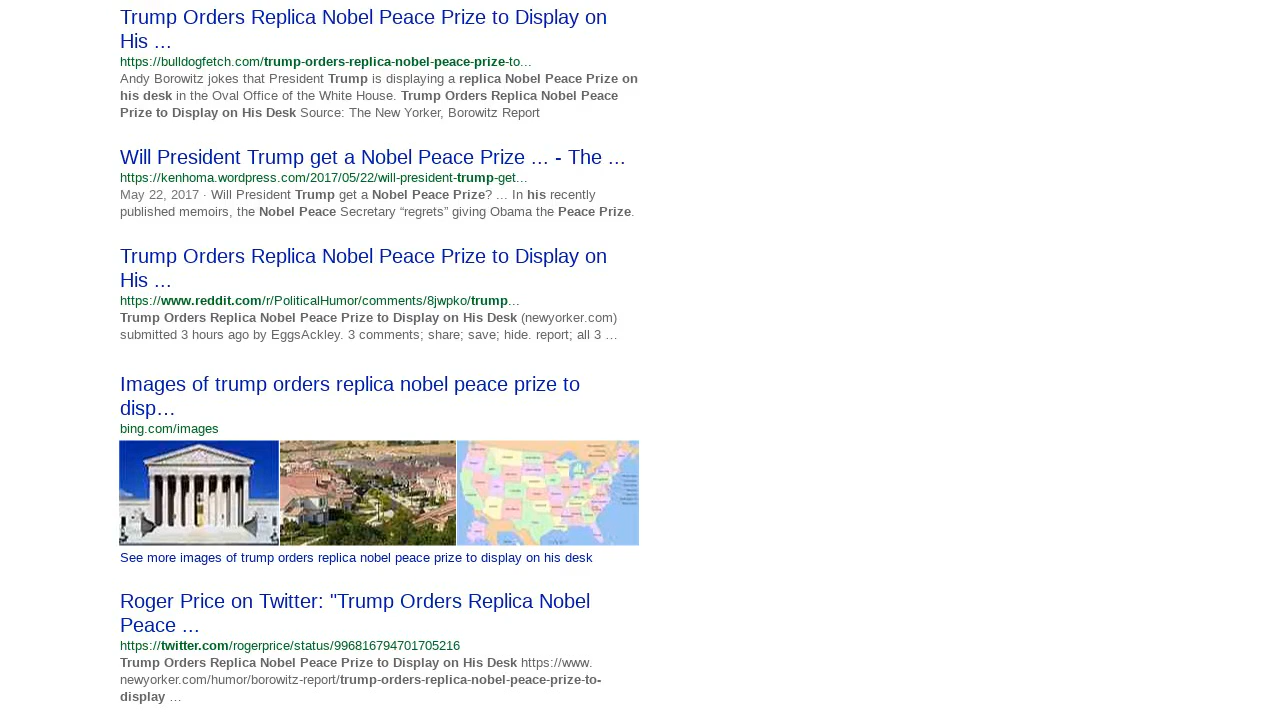 Trump Orders Replica Nobel Peace Prize to Display on
His ...
https://bulldogfetch.com/trump-orders-replica-nobel-peace-prize-to...
Andy Borowitz jokes that President Trump is displaying a replica Nobel Peace Prize on
his desk in the Oval Office of the White House. Trump Orders Replica Nobel Peace
Prize to Display on His Desk Source: The New Yorker, Borowitz Report
Will President Trump get a Nobel Peace Prize ... - The ...
https://kenhoma.wordpress.com/2017/05/22/will-president-trump-get...
May 22, 2017 · Will President Trump get a Nobel Peace Prize? ... In his recently
published memoirs, the Nobel Peace Secretary “regrets” giving Obama the Peace Prize.
Trump Orders Replica Nobel Peace Prize to Display on
His ...
https://www.reddit.com/r/PoliticalHumor/comments/8jwpko/trump...
Trump Orders Replica Nobel Peace Prize to Display on His Desk (newyorker.com)
submitted 3 hours ago by EggsAckley. 3 comments; share; save; hide. report; all 3 …
Images of trump orders replica nobel peace prize to
disp…
bing.com/images
See more images of trump orders replica nobel peace prize to display on his desk
Roger Price on Twitter: "Trump Orders Replica Nobel
Peace ...
https://twitter.com/rogerprice/status/996816794701705216
Trump Orders Replica Nobel Peace Prize to Display on His Desk https://www.
newyorker.com/humor/borowitz-report/trump-orders-replica-nobel-peace-prize-to-
display …